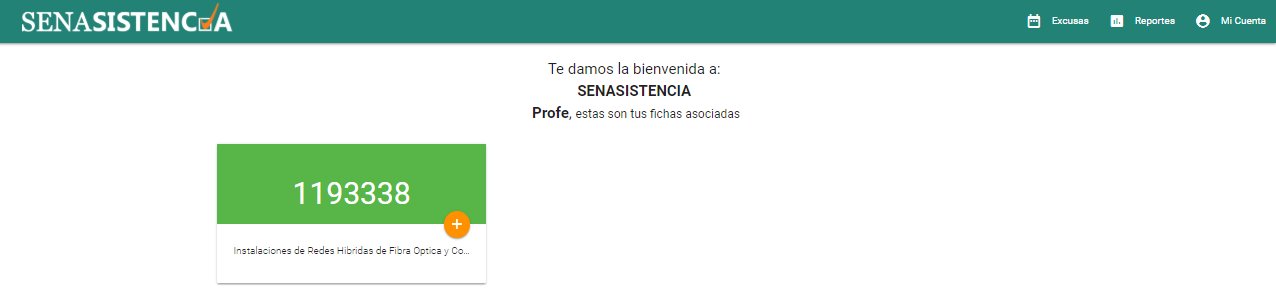 SENASISTENCIA
Excusas
Reportes
Mi Cuenta
Te damos la bienvenida a:
SENASISTENCIA
Profe, estas son tus fichas asociadas
1193338
+
Instalaciones de Redes Hibridas de Fibra Optica y Co...